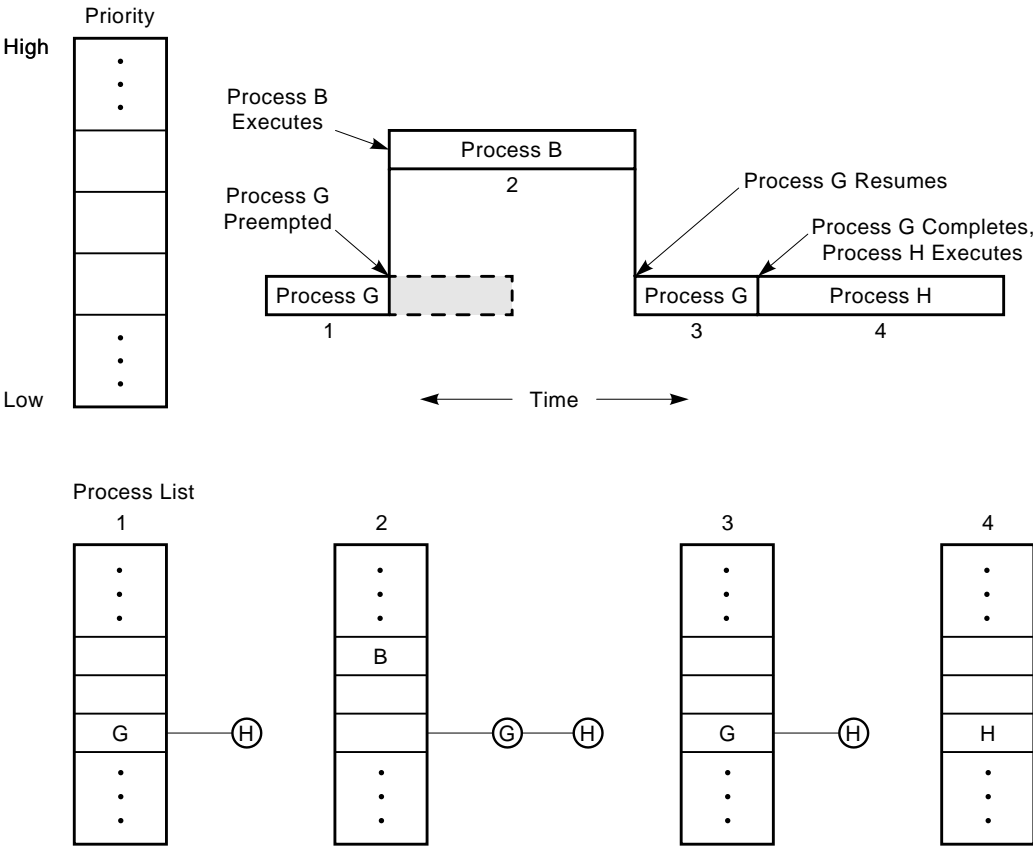 Priority
High
Process B
Executes
Process B
2
Process G
Preempted
Process G Resumes
Process G Completes,
Process H Executes
Process G
Process G
Process H
1
3
4
Low
Time
Process List
1
2
3
4
B
G
H
G
H
G
H
H